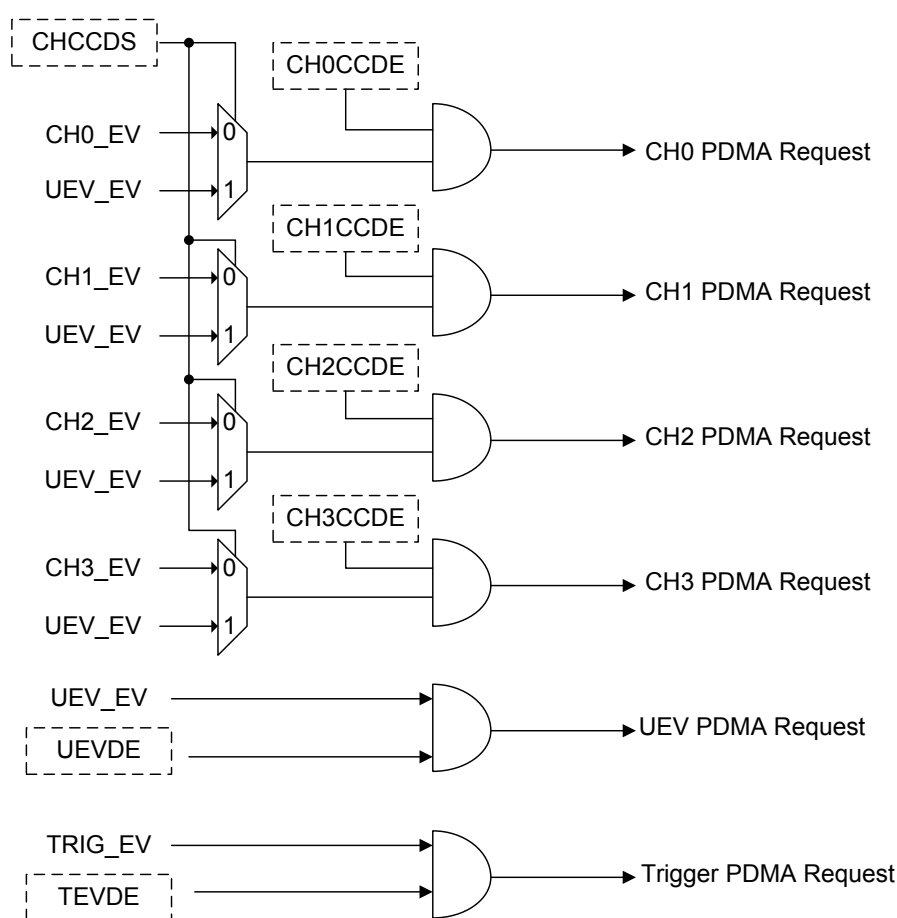 CHCCDS
CH0CCDE
CH0_EV
0
CH0 PDMA Request
UEV_EV
1
CH1CCDE
CH1_EV
0
CH1 PDMA Request
UEV_EV
1
CH2CCDE
CH2_EV
0
CH2 PDMA Request
UEV_EV
1
CH3CCDE
CH3_EV
0
CH3 PDMA Request
UEV_EV
1
UEV_EV
UEV PDMA Request
UEVDE
TRIG_EV
Trigger PDMA Request
TEVDE